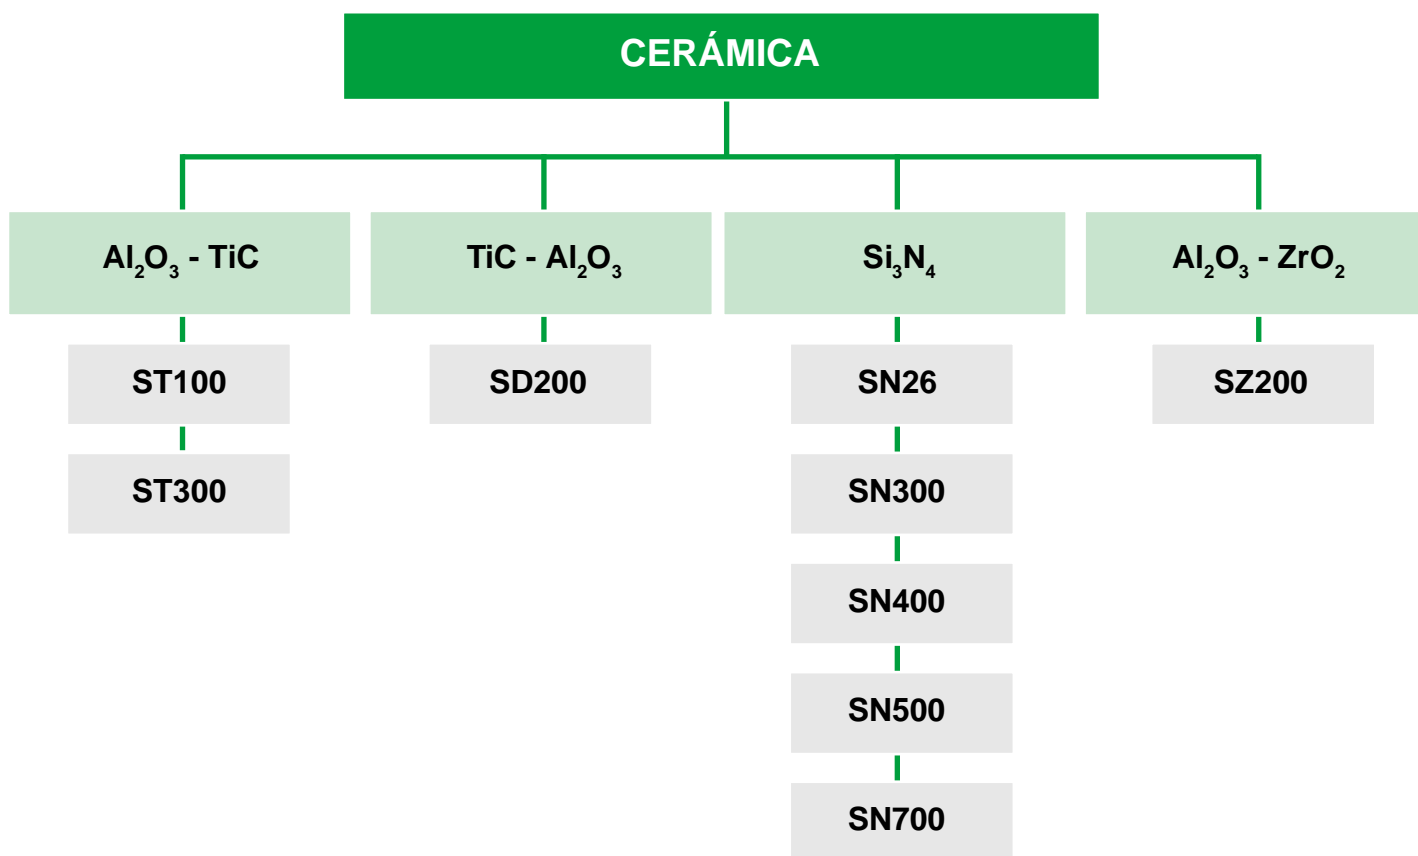 CERÁMICA
Al₂O₃ - TiC
TiC - Al₂O₃
Si₃N₄
Al₂O₃ - ZrO₂
ST100
SD200
SN26
SZ200
ST300
SN300
SN400
SN500
SN700